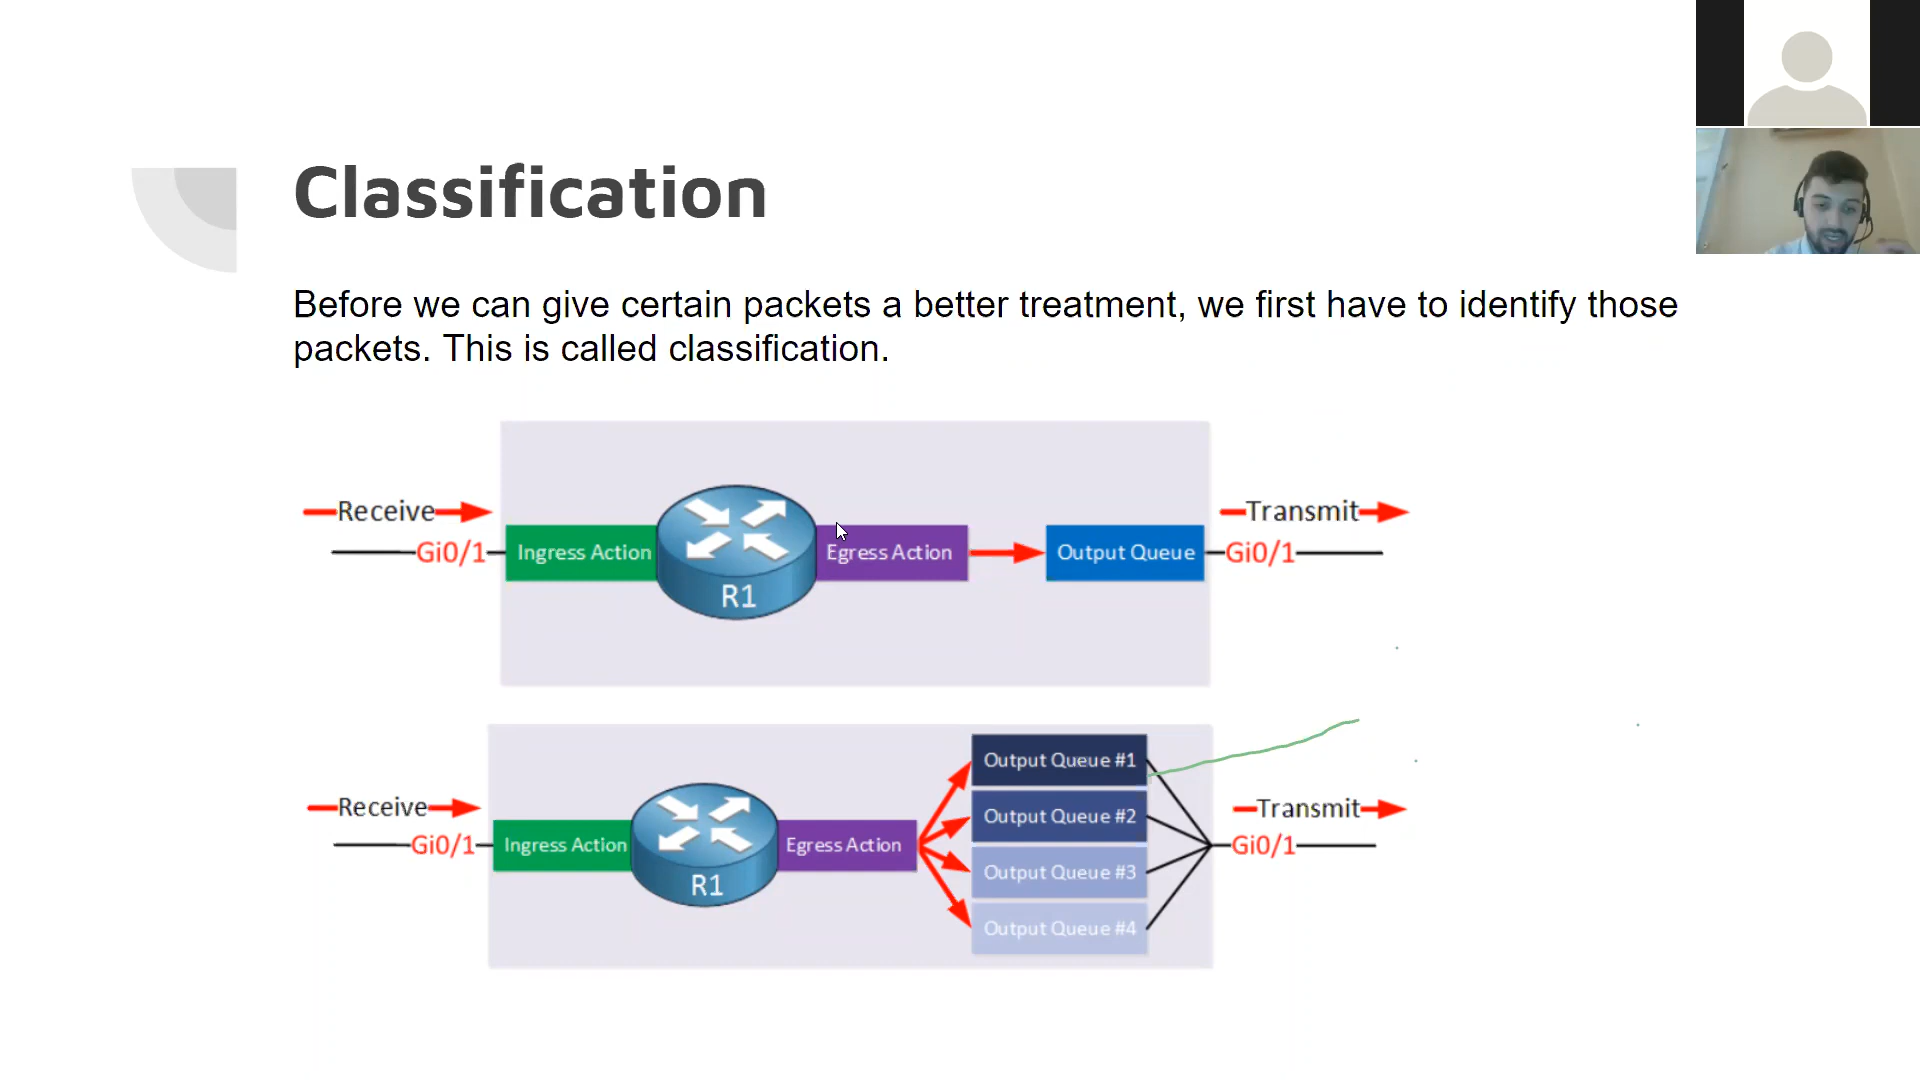 Classification
Before we can give certain packets a better treatment, we first have to identify those
packets. This is called classification.
Receive
Transmit
Gi0/1
Ingress Action
Egress Action
Output Queue
Gi0/1
R1
Output Queue #1
Receive
Output Queue #2
Transmit
Gi0/1
Ingress Action
Egress Action
Gi0/1
Output Queue #3
R1
Output Queue #4